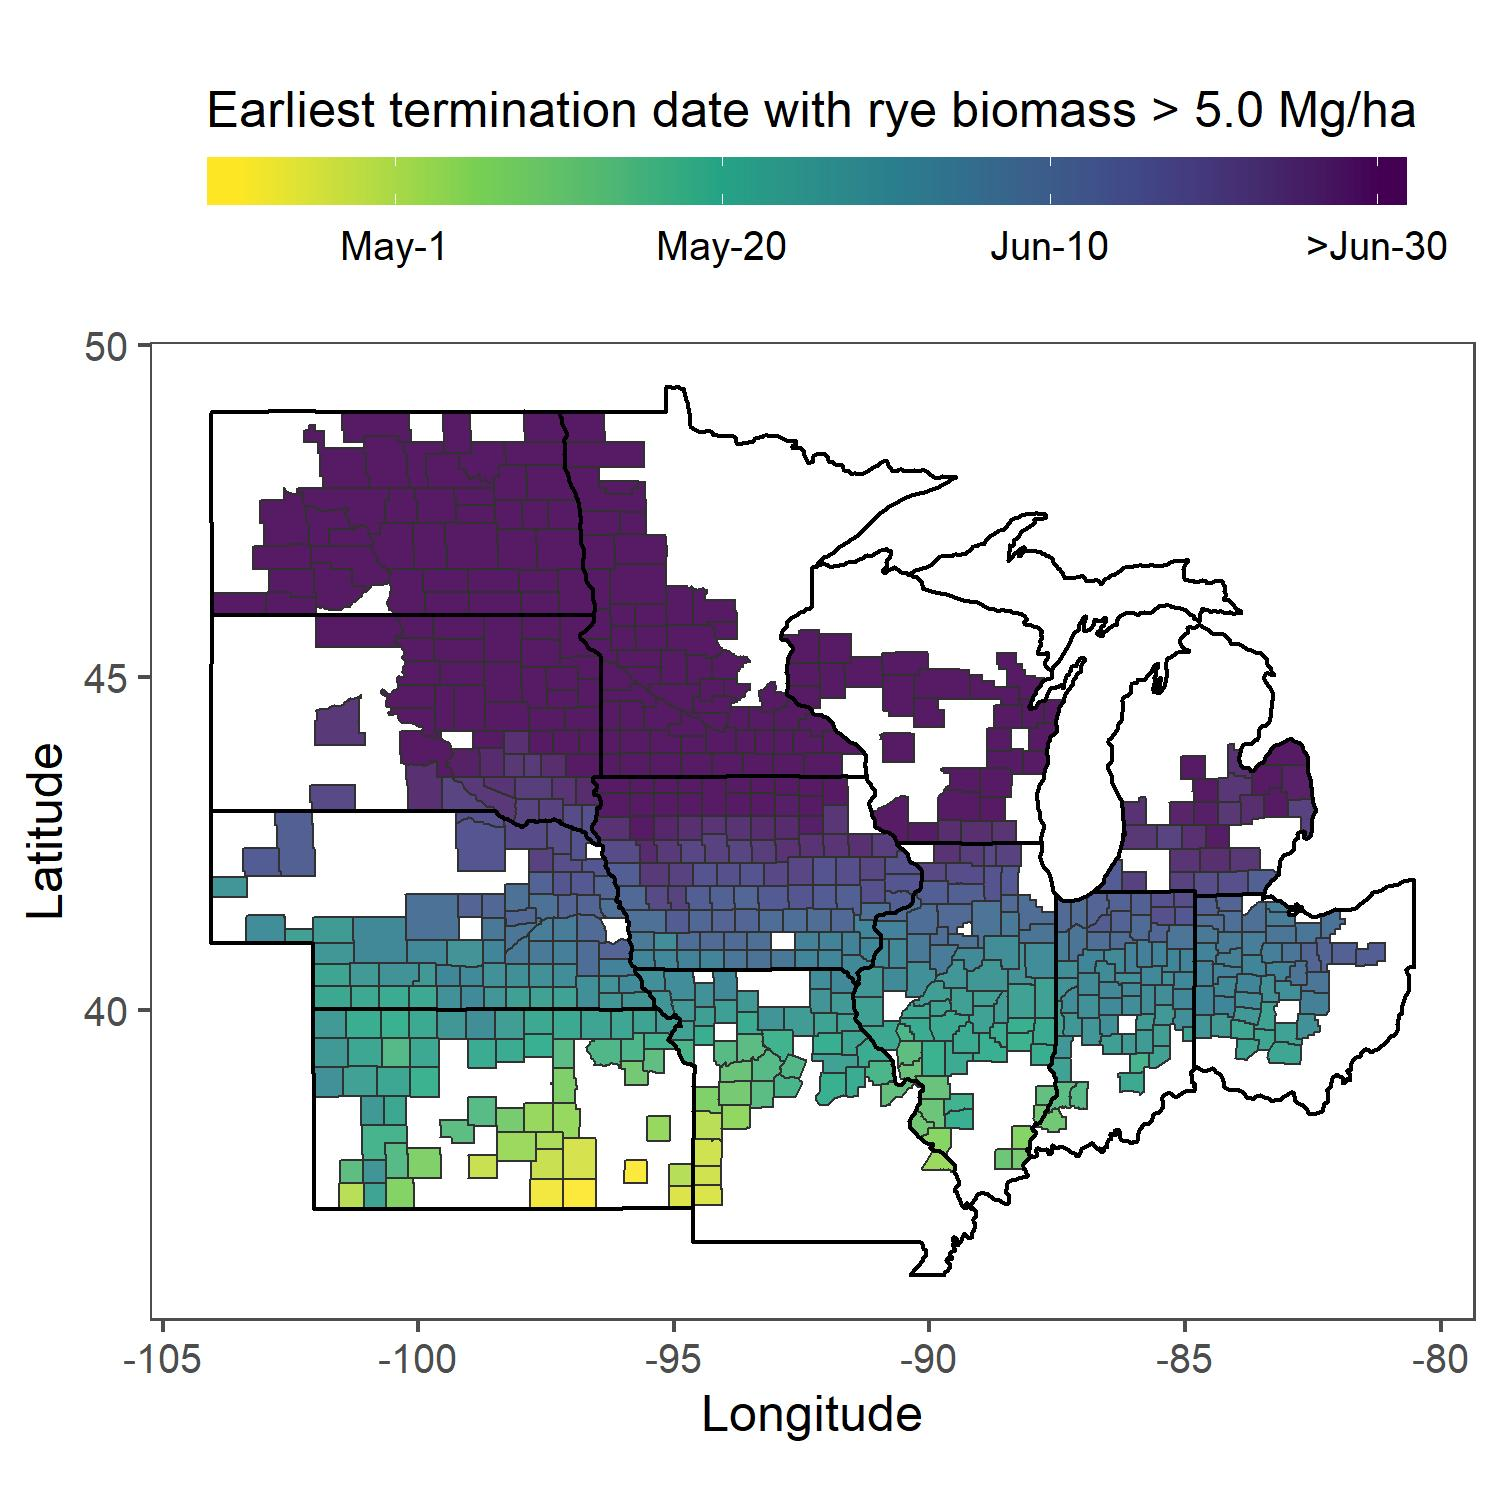 Earliest termination date with rye biomass > 5.0 Mg/ha
May-1 May-20 Jun-10 >Jun-30
50
45
40
Latitude
-105 -100 -95 -90 -85 -80
Longitude